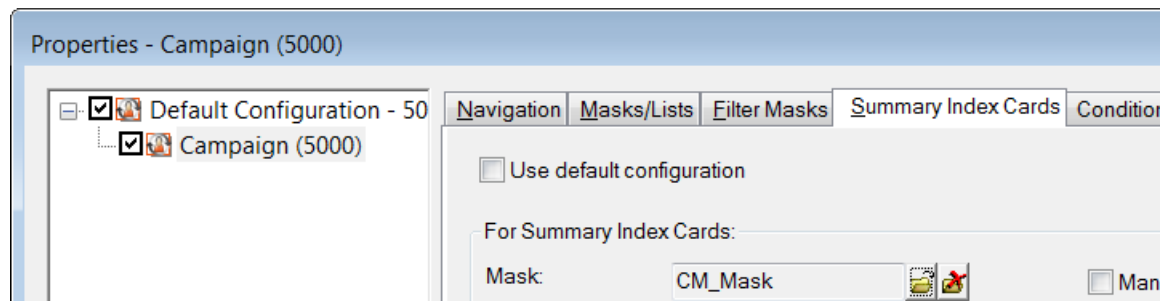 Properties - Campaign (5000)
Default Configuration - 50
Campaign (5000)
Navigation Masks/Lists Filter Masks Summary Index Cards Condition
Use default configuration
For Summary Index Cards:
Mask: CM_Mask Man